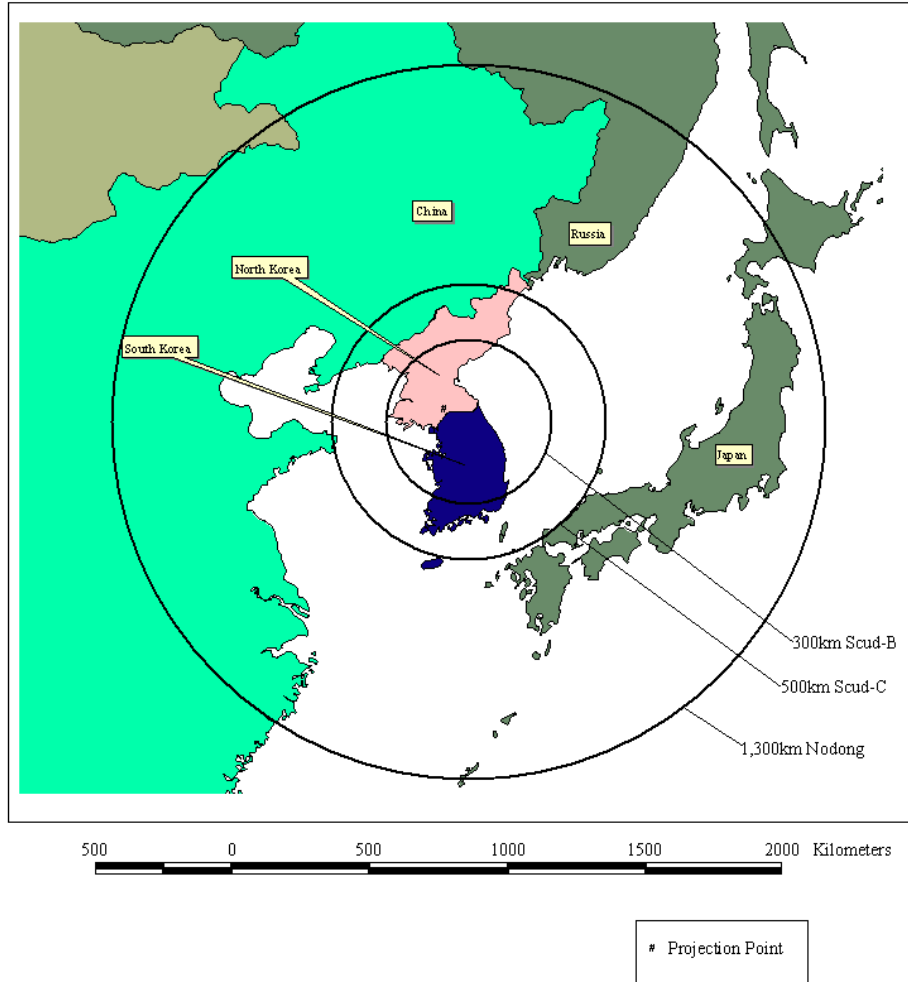 China
Russia
North Korea
South Korea
#
Japan
300km Scud-B
500km Scud-C
1,300km Nodong
500 0 500 1000 1500 2000 Kilometers
# Projection Point